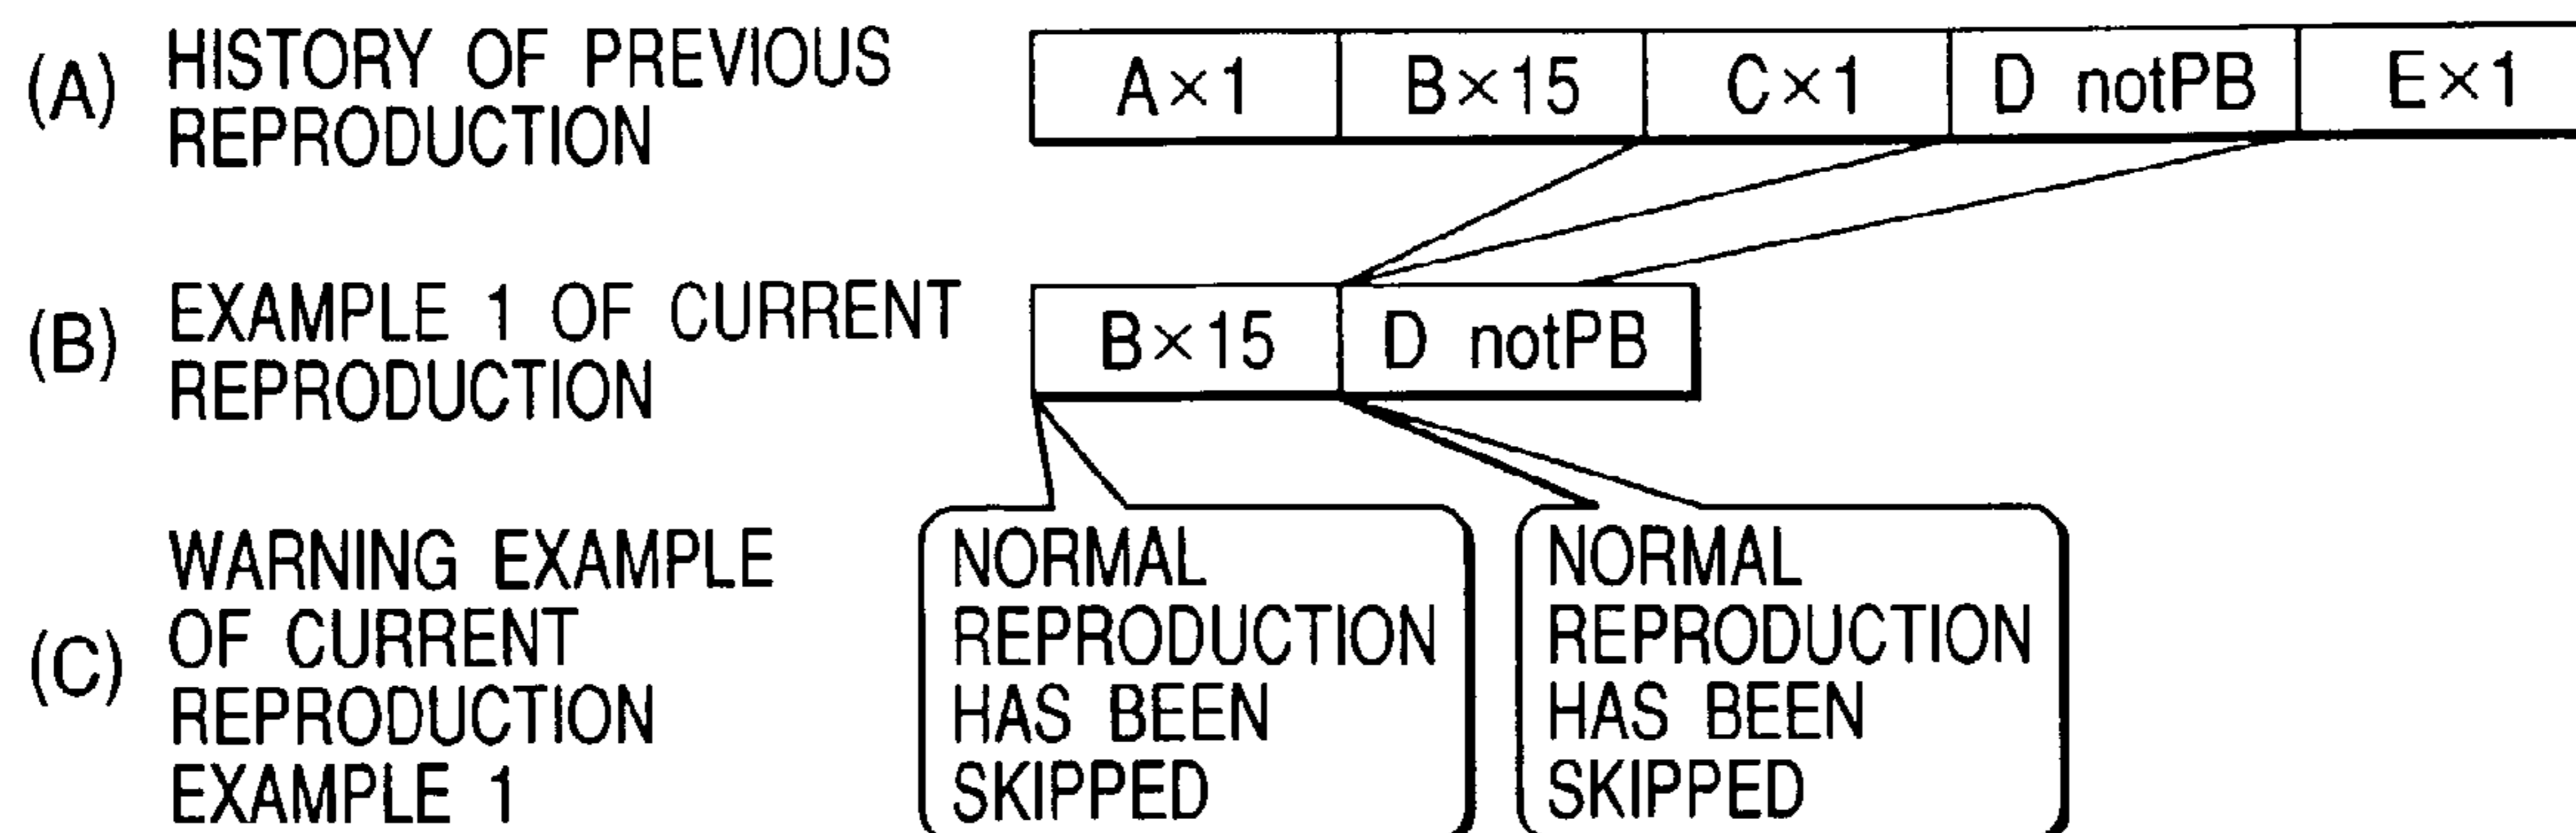 (A) HISTORY OF PREVIOUS
REPRODUCTION
A×1 B×15 C×1 D notPB E×1
(B) EXAMPLE 1 OF CURRENT
REPRODUCTION
B×15 D notPB
(C) WARNING EXAMPLE
OF CURRENT
REPRODUCTION
EXAMPLE 1
NORMAL
REPRODUCTION
HAS BEEN
SKIPPED
NORMAL
REPRODUCTION
HAS BEEN
SKIPPED